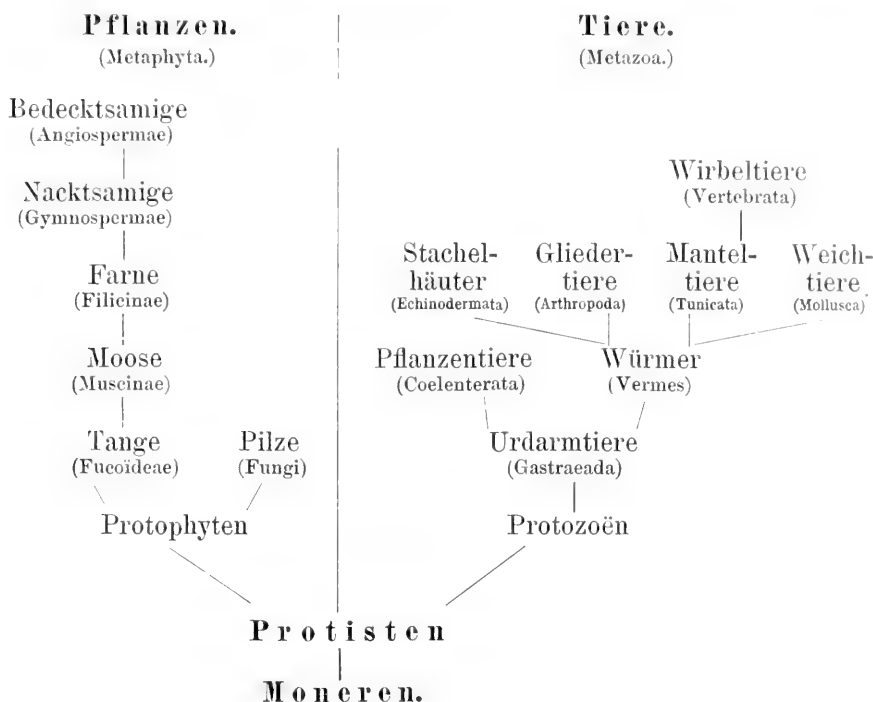 Pflanzen.
(Metaphyta.)
Tiere.
(Metazoa.)
Bedecktsamige
(Angiospermae)
Nacktsamige
(Gymnospermae)
Wirbeltiere
(Vertebrata)
Farne
(Filicinae)
Stachel-
häuter
(Echinodermata)
Glieder-
tiere
(Arthropoda)
Mantel-
tiere
(Tunicata)
Weich-
tiere
(Mollusca)
Moose
(Muscinae)
Pflanzentiere
(Coelenterata)
Würmer
(Vermes)
Tange
(Fucoïdeae)
Pilze
(Fungi)
Urdarmtiere
(Gastraeada)
Protophyten
Protozoën
Protisten
Moneren.